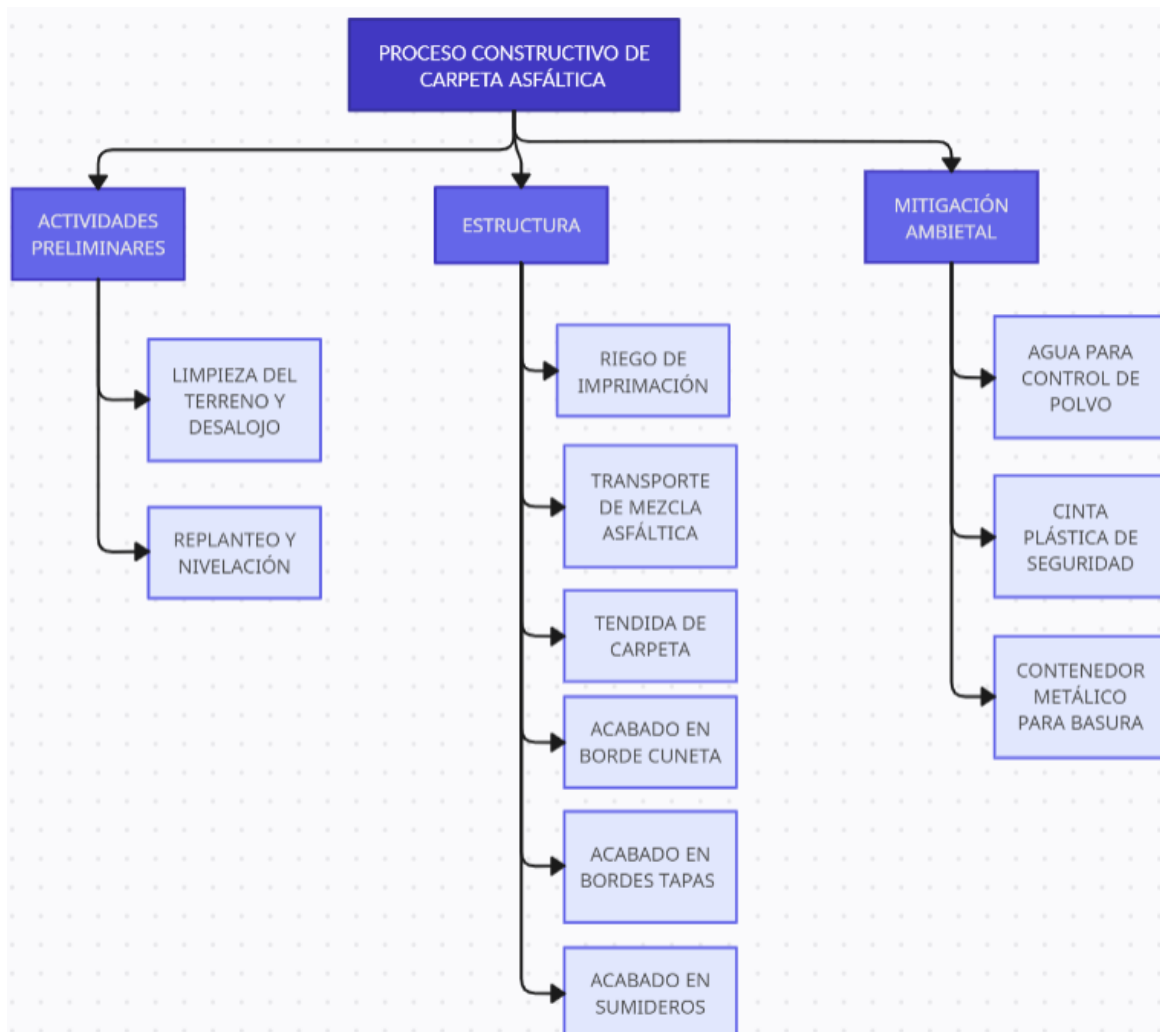 PROCESO CONSTRUCTIVO DE
CARPETA ASFÁLTICA
ACTIVIDADES
PRELIMINARES
LIMPIEZA DEL
TERRENO Y
DESALOJO
REPLANTEO Y
NIVELACIÓN
ESTRUCTURA
RIEGO DE
IMPRIMACIÓN
TRANSPORTE
DE MEZCLA
ASFÁLTICA
TENDIDA DE
CARPETA
ACABADO EN
BORDE CUNETA
ACABADO EN
BORDES TAPAS
ACABADO EN
SUMIDEROS
MITIGACIÓN
AMBIETAL
AGUA PARA
CONTROL DE
POLVO
CINTA
PLÁSTICA DE
SEGURIDAD
CONTENEDOR
METÁLICO
PARA BASURA